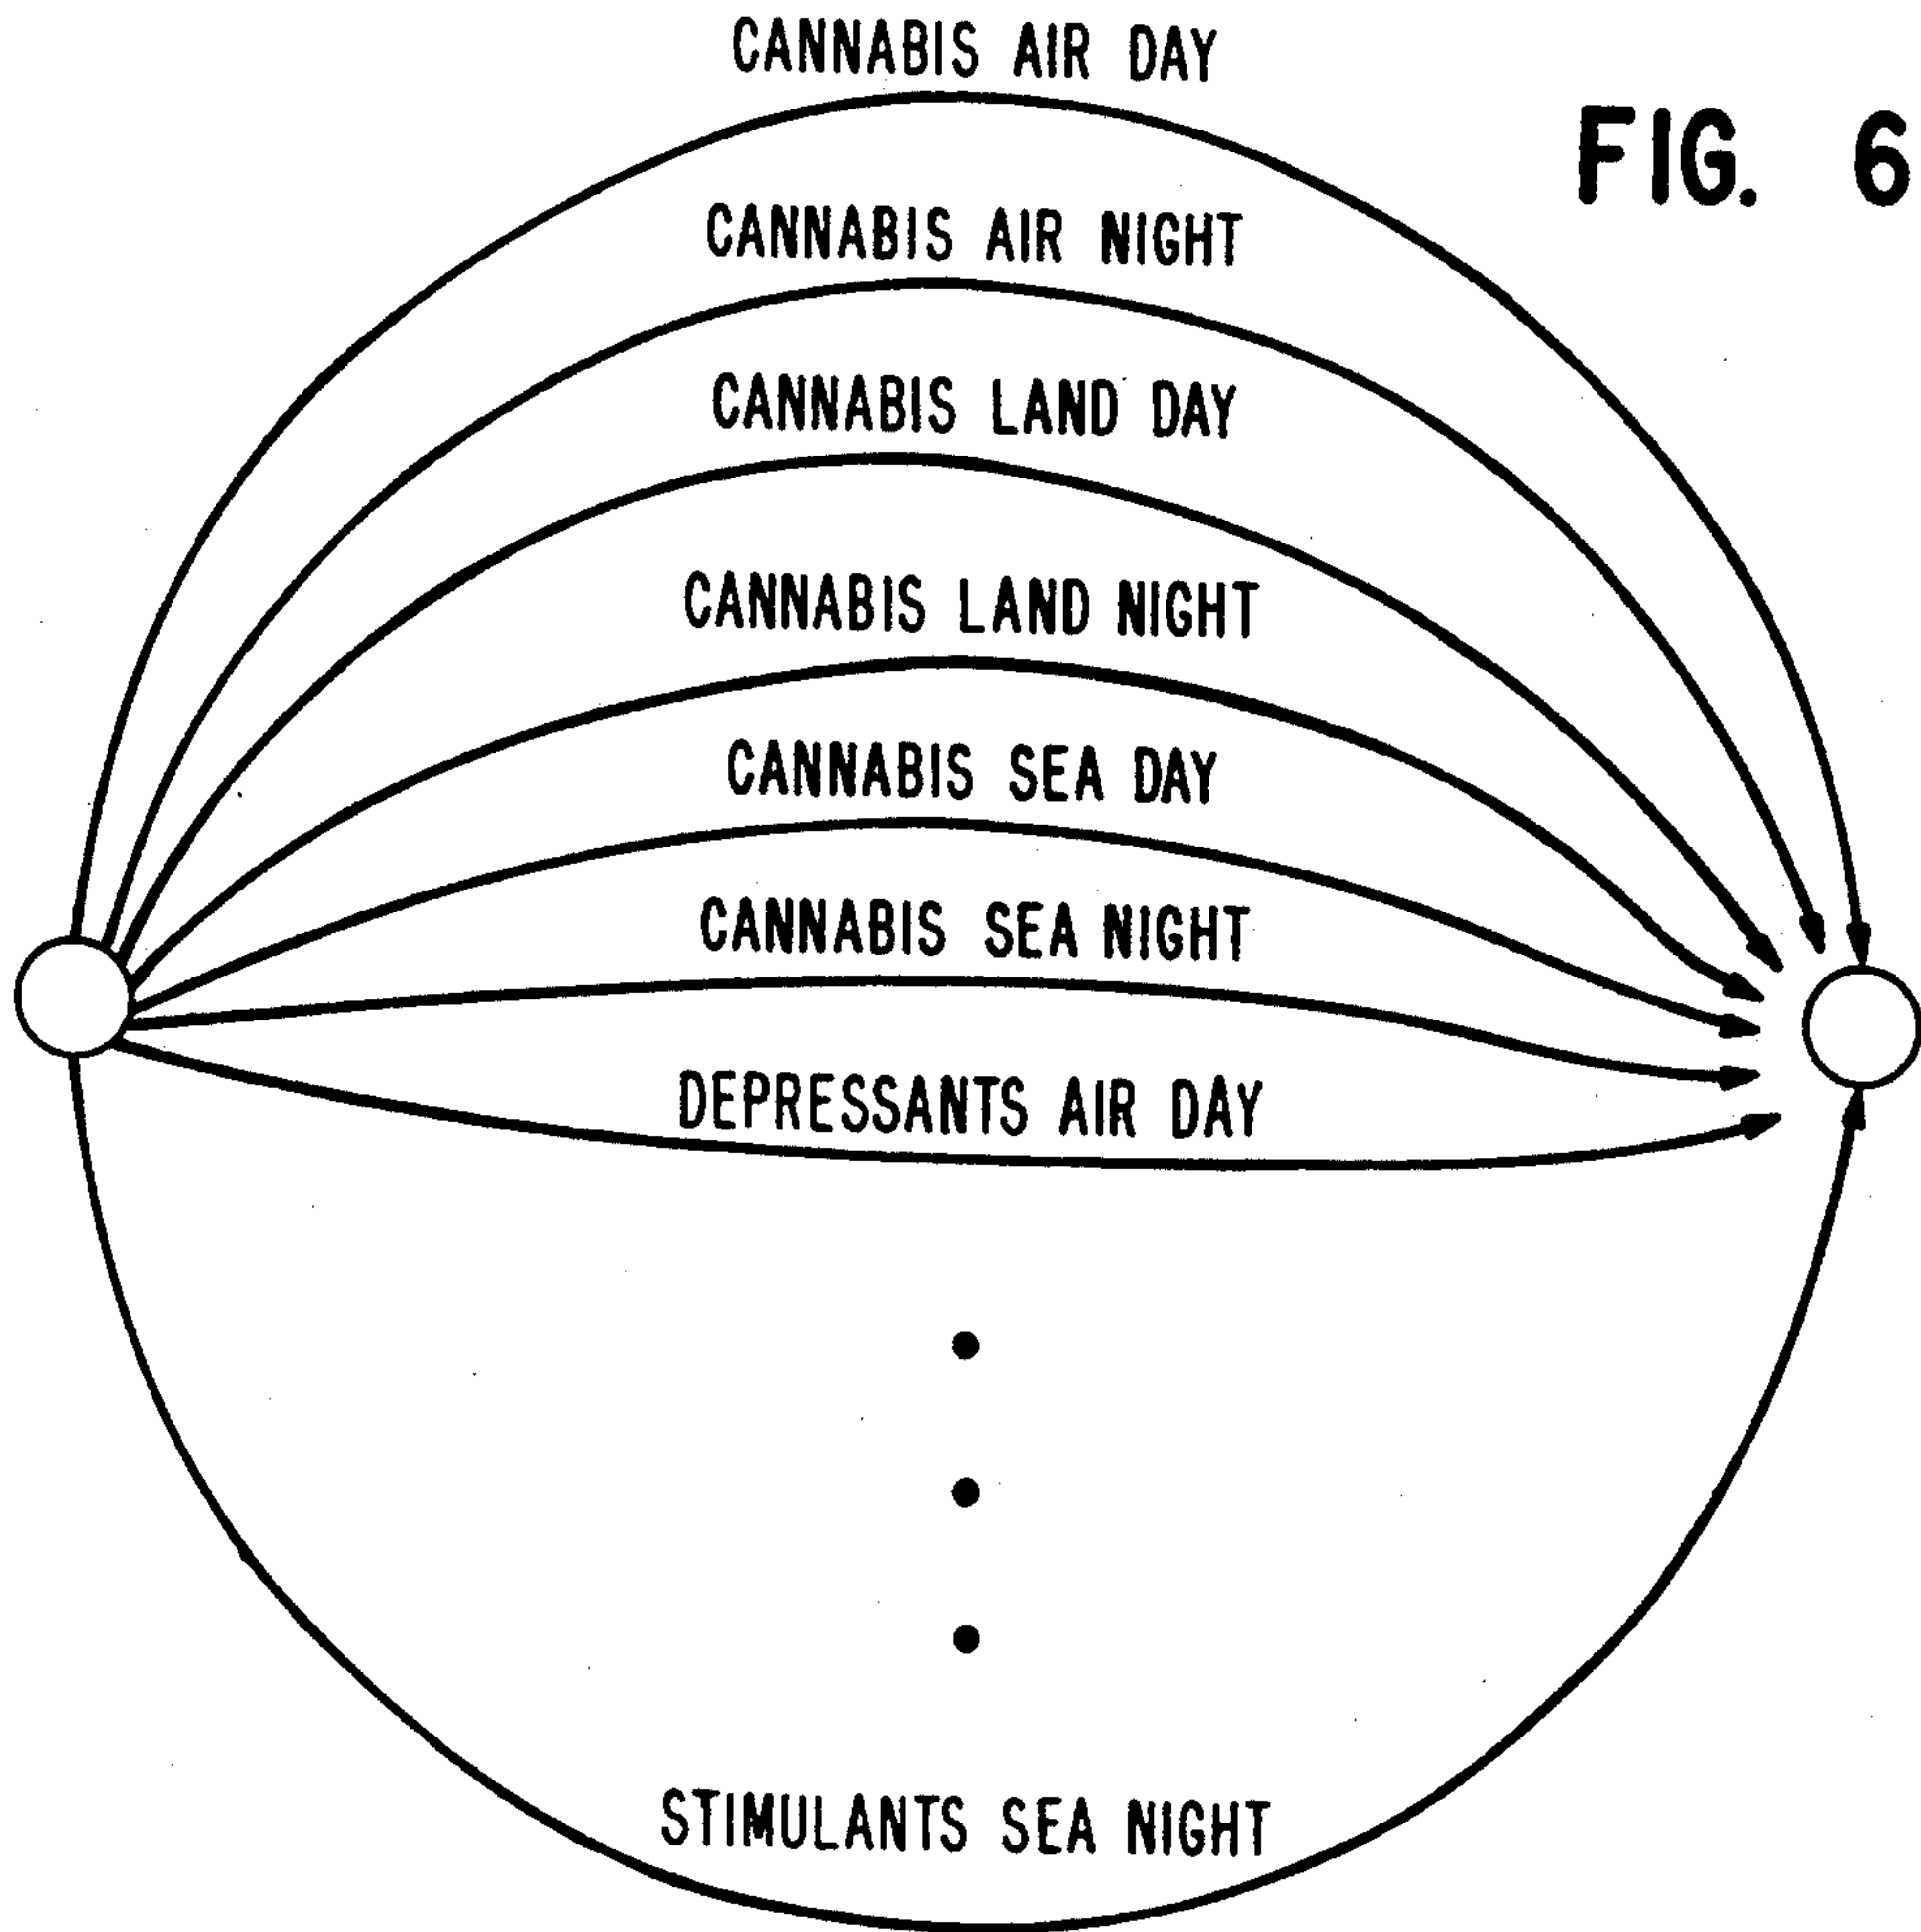 CANNABIS AIR DAY
FIG. 6
CANNABIS AIR NIGHT
CANNABIS LAND DAY
CANNABIS LAND NIGHT
CANNABIS SEA DAY
CANNABIS SEA NIGHT
DEPRESSANTS AIR DAY
STIMULANTS SEA NIGHT